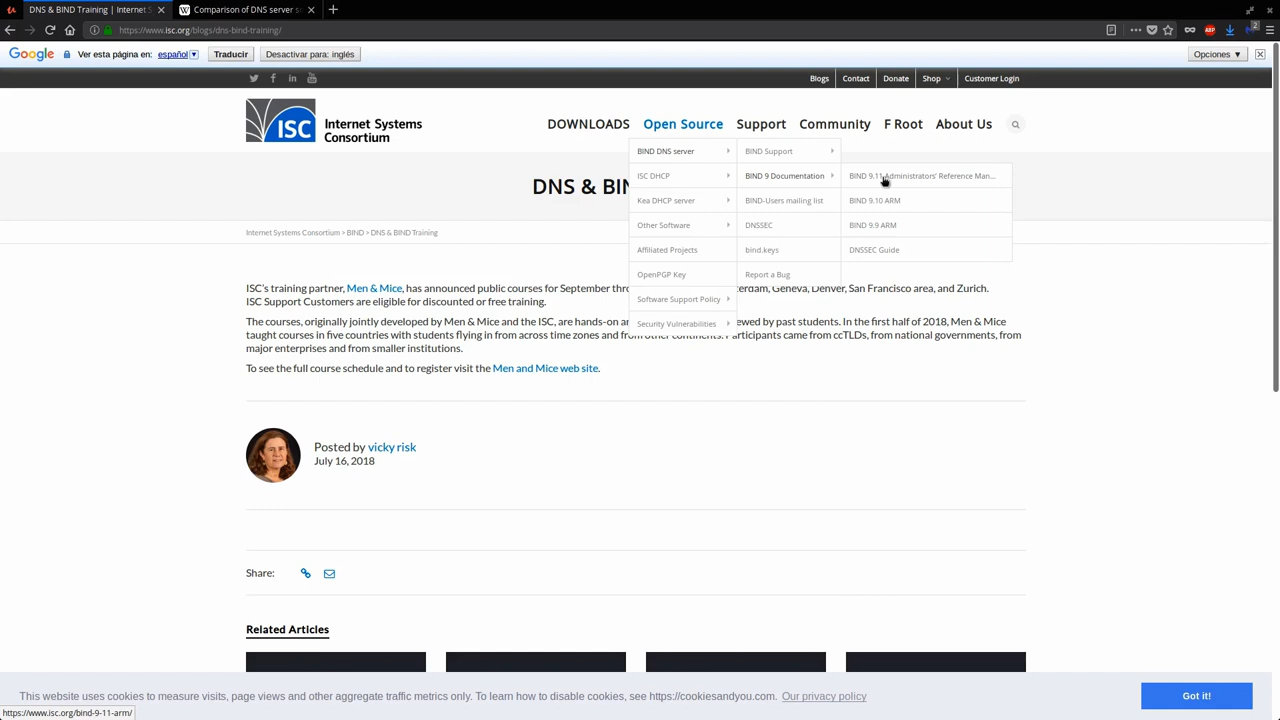 DNS & BIND Training | Internet S
Comparison of DNS server s
https://www.isc.org/blogs/dns-bind-training/
Google Ver esta página en: español Traducir Desactivar para: inglés Opciones ▼
Blogs Contact Donate Shop Customer Login
ISC Internet Systems Consortium
DOWNLOADS Open Source Support Community F Root About Us
BIND DNS server
ISC DHCP
Kea DHCP server
Other Software
Affiliated Projects
OpenPGP Key
Software Support Policy
Security Vulnerabilities
BIND Support
BIND 9 Documentation
BIND-Users mailing list
DNSSEC
bind.keys
Report a Bug
BIND 9.11 Administrators' Reference Man...
BIND 9.10 ARM
BIND 9.9 ARM
DNSSEC Guide
DNS & BIN
Internet Systems Consortium > BIND > DNS & BIND Training
ISC's training partner, Men & Mice, has announced public courses for September thr erdam, Geneva, Denver, San Francisco area, and Zurich.
ISC Support Customers are eligible for discounted or free training.
The courses, originally jointly developed by Men & Mice and the ISC, are hands-on an ewed by past students. In the first half of 2018, Men & Mice
taught courses in five countries with students flying in from across time zones and from other continents. Participants came from ccTLDs, from national governments, from
major enterprises and from smaller institutions.
To see the full course schedule and to register visit the Men and Mice web site.
Posted by vicky risk
July 16, 2018
Share:
Related Articles
This website uses cookies to measure visits, page views and other aggregate traffic metrics only. To learn how to disable cookies, see https://cookiesandyou.com. Our privacy policy
Got it!
https://www.isc.org/bind-9-11-arm/